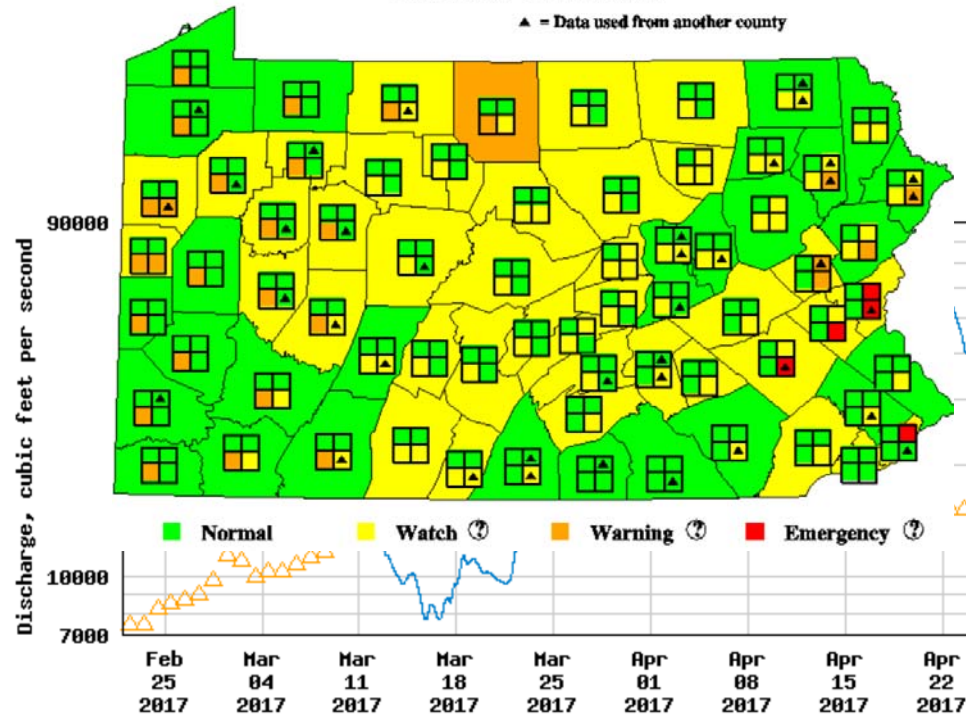 ▲ = Data used from another county
90000
Discharge, cubic feet per second
Normal
Watch ?
Warning ?
Emergency ?
10000
7000
Feb 25 2017
Mar 04 2017
Mar 11 2017
Mar 18 2017
Mar 25 2017
Apr 01 2017
Apr 08 2017
Apr 15 2017
Apr 22 2017